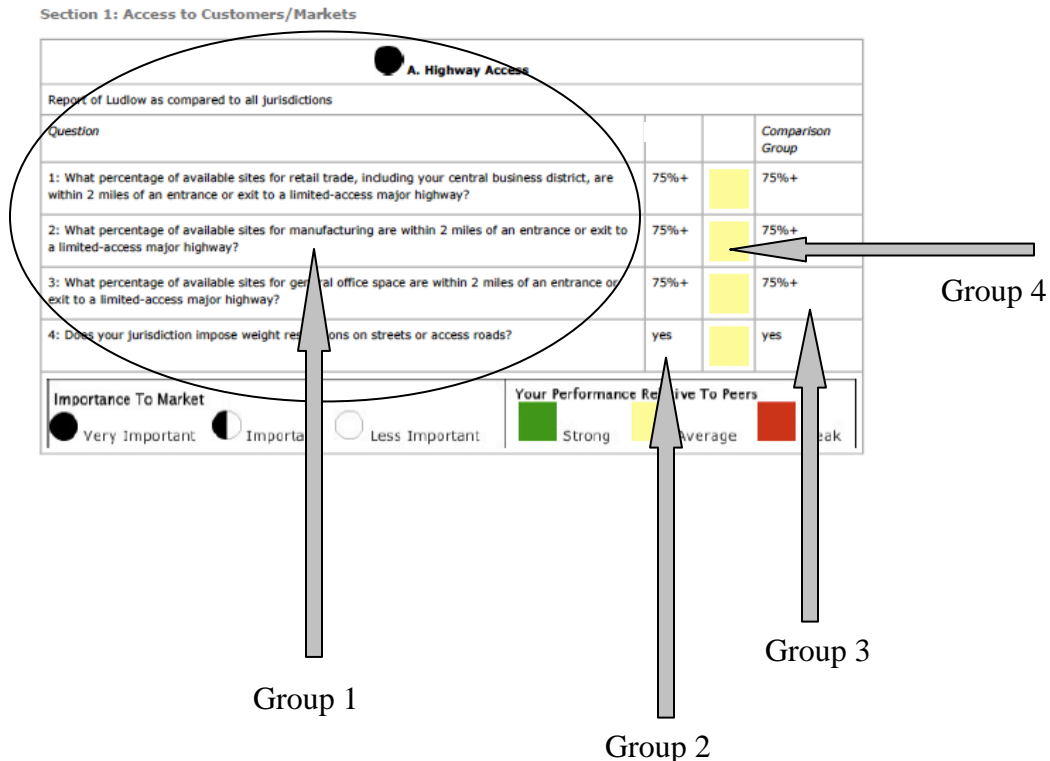 Section 1: Access to Customers/Markets
A. Highway Access
Report of Ludlow as compared to all jurisdictions
Question
Comparison
Group
1: What percentage of available sites for retail trade, including your central business district, are
within 2 miles of an entrance or exit to a limited-access major highway?
75%+
75%+
2: What percentage of available sites for manufacturing are within 2 miles of an entrance or exit to
a limited-access major highway?
75%+
75%+
3: What percentage of available sites for general office space are within 2 miles of an entrance or
exit to a limited-access major highway?
75%+
75%+
4: Does your jurisdiction impose weight restrictions on streets or access roads?
yes
yes
Importance To Market
Very Important
Important
Less Important
Your Performance Relative To Peers
Strong
Average
Weak
Group 4
Group 3
Group 1
Group 2